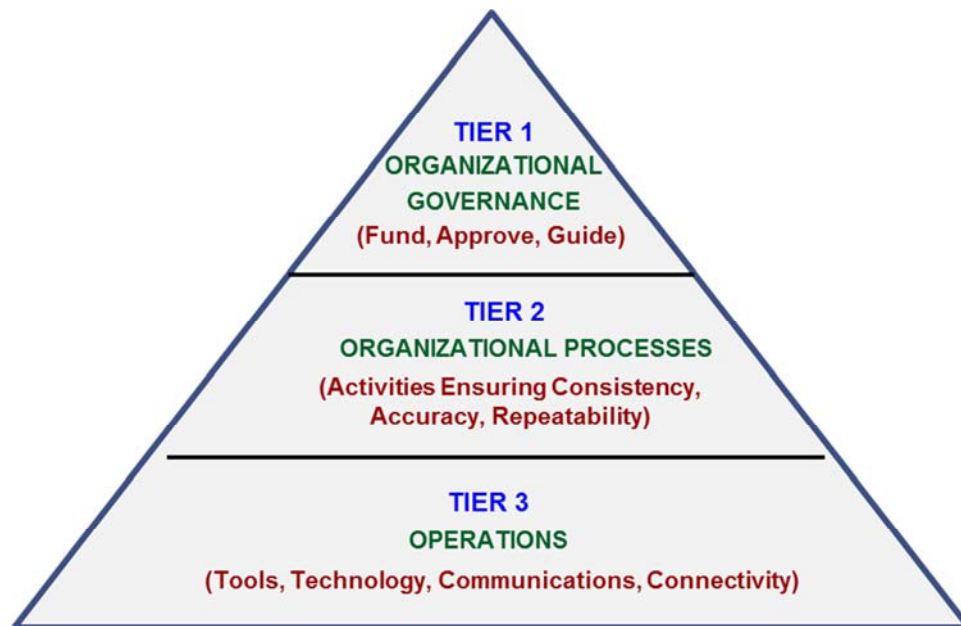 TIER 1
ORGANIZATIONAL
GOVERNANCE
(Fund, Approve, Guide)
TIER 2
ORGANIZATIONAL PROCESSES
(Activities Ensuring Consistency,
Accuracy, Repeatability)
TIER 3
OPERATIONS
(Tools, Technology, Communications, Connectivity)